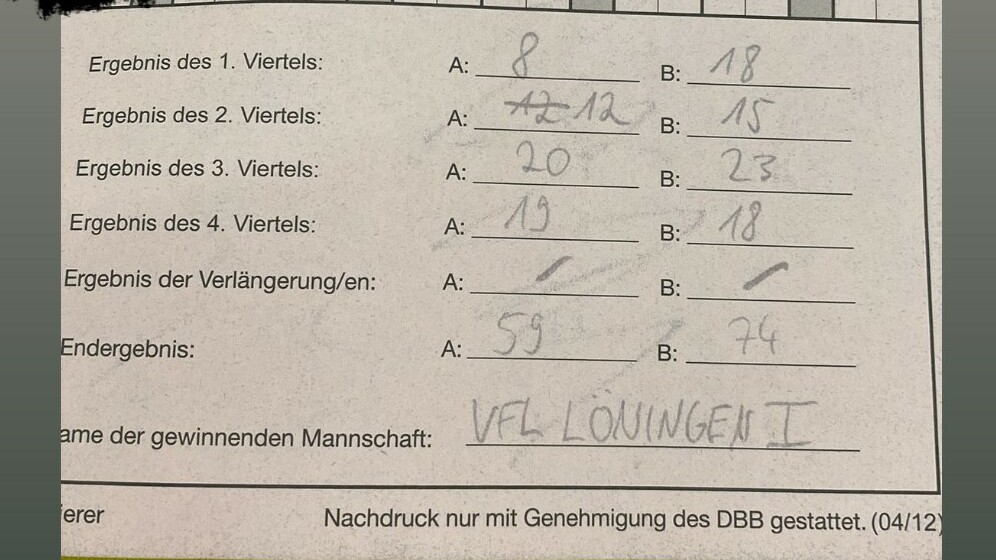 Ergebnis des 1. Viertels: A: 8 B: 18
Ergebnis des 2. Viertels: A: 12 12 B: 15
Ergebnis des 3. Viertels: A: 20 B: 23
Ergebnis des 4. Viertels: A: 19 B: 18
Ergebnis der Verlängerung/en: A: / B: /
Endergebnis: A: 59 B: 74
ame der gewinnenden Mannschaft: VFL LÖNINGEN I
erer Nachdruck nur mit Genehmigung des DBB gestattet. (04/12)